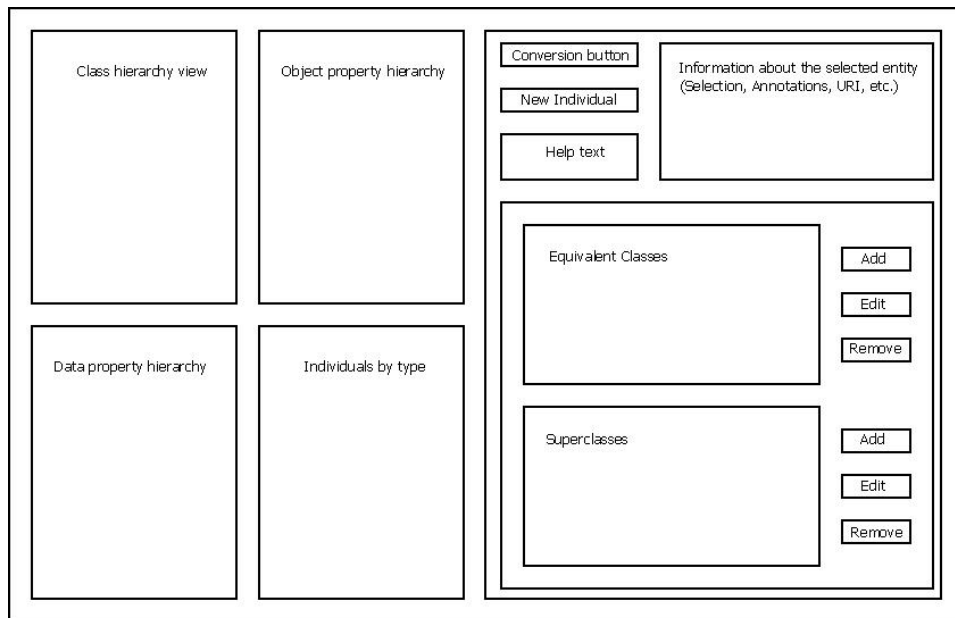 Class hierarchy view
Object property hierarchy
Conversion button
New Individual
Help text
Information about the selected entity
(Selection, Annotations, URI, etc.)
Equivalent Classes
Add
Edit
Remove
Data property hierarchy
Individuals by type
Superclasses
Add
Edit
Remove